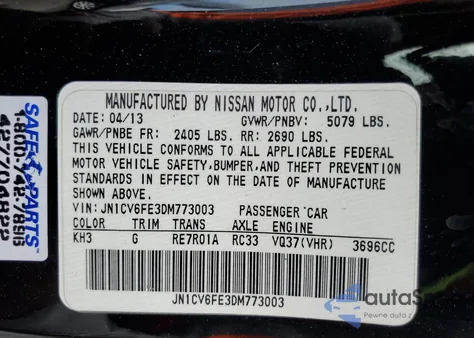 MANUFACTURED BY NISSAN MOTOR CO.,LTD.
DATE: 04/13 GVWR/PNBV: 5079 LBS.
GAWR/PNBE FR: 2405 LBS. RR: 2690 LBS.
THIS VEHICLE CONFORMS TO ALL APPLICABLE FEDERAL
MOTOR VEHICLE SAFETY,BUMPER,AND THEFT PREVENTION
STANDARDS IN EFFECT ON THE DATE OF MANUFACTURE
SHOWN ABOVE.
VIN: JN1CV6FE3DM773003 PASSENGER CAR
COLOR TRIM TRANS AXLE ENGINE
KH3 G RE7R01A RC33 VQ37(VHR) 3696CC
JN1CV6FE3DM773003
Pewne auta z